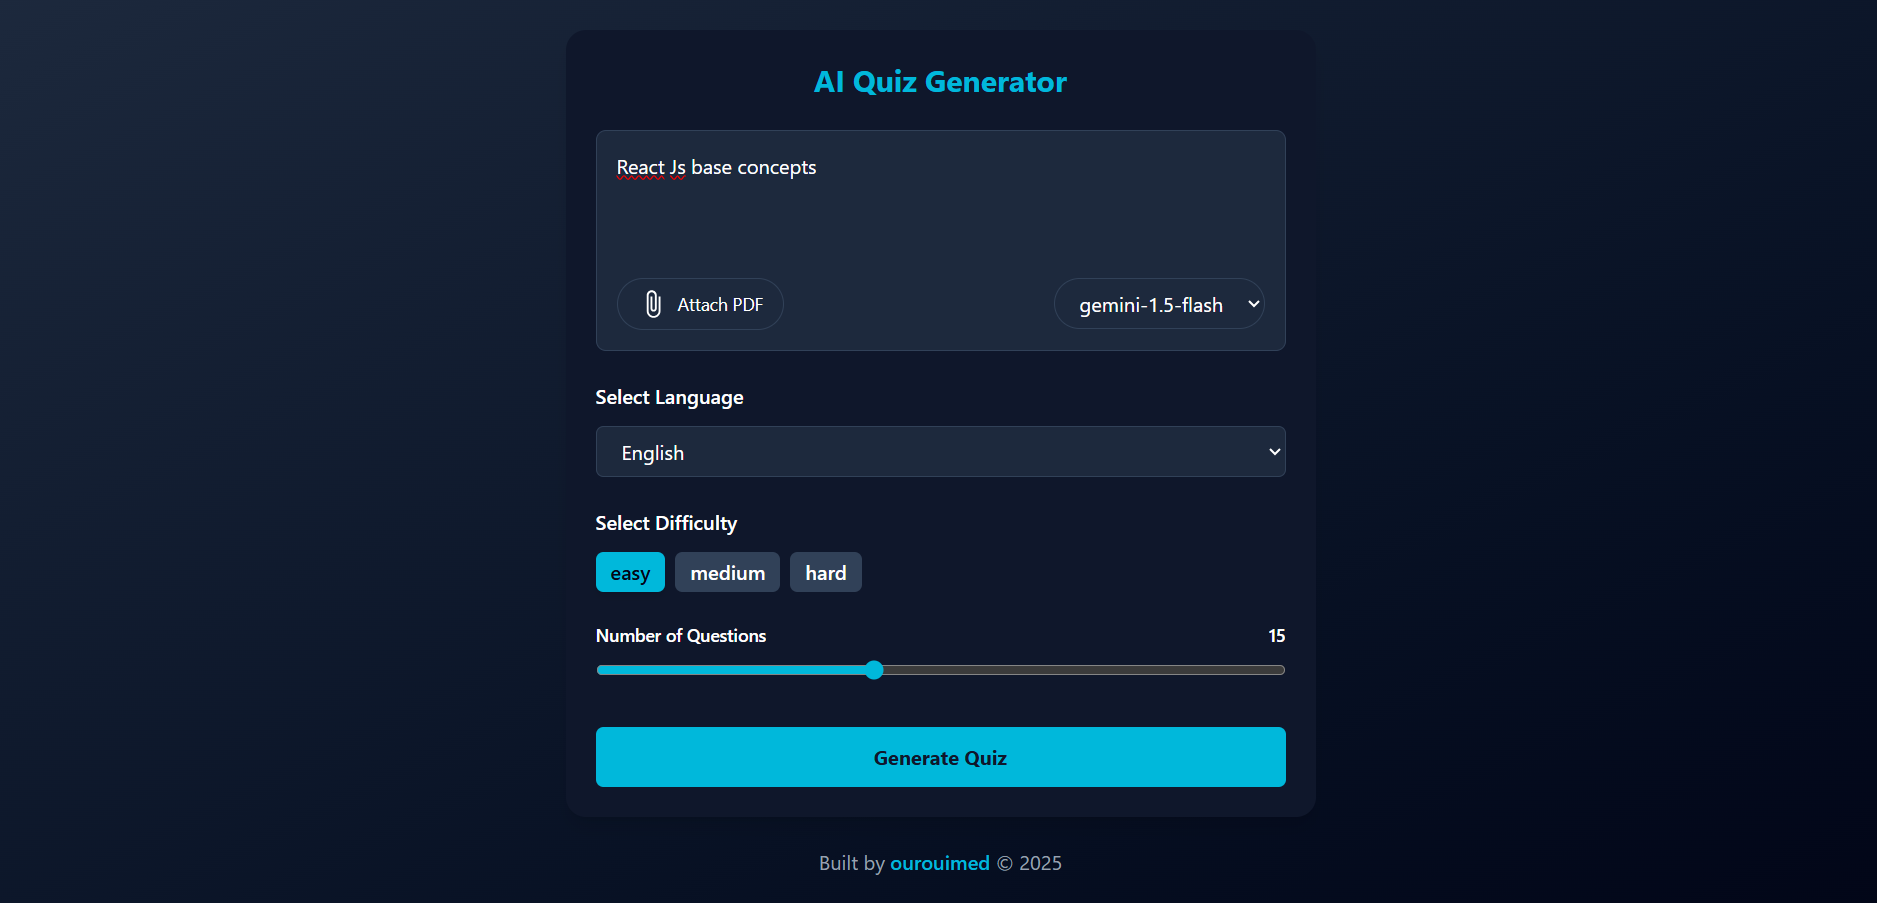 AI Quiz Generator
React Js base concepts
Attach PDF
gemini-1.5-flash
Select Language
English
Select Difficulty
easy medium hard
Number of Questions 15
Generate Quiz
Built by ourouimed © 2025